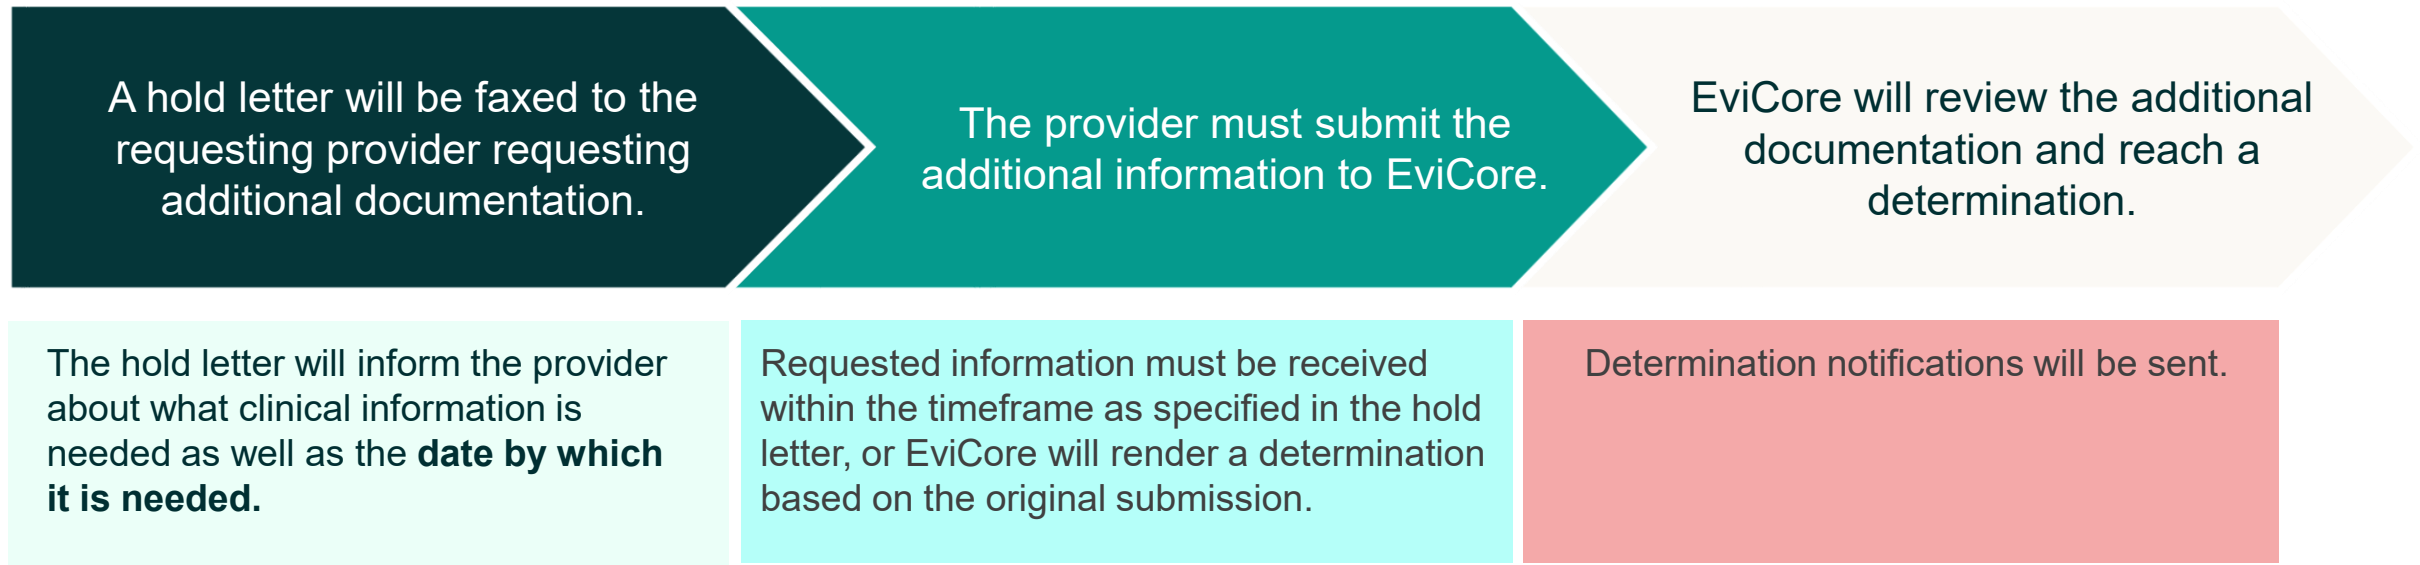 A hold letter will be faxed to the
requesting provider requesting
additional documentation.
The provider must submit the
additional information to EviCore.
EviCore will review the additional
documentation and reach a
determination.
The hold letter will inform the provider
about what clinical information is
needed as well as the date by which
it is needed.
Requested information must be received
within the timeframe as specified in the hold
letter, or EviCore will render a determination
based on the original submission.
Determination notifications will be sent.